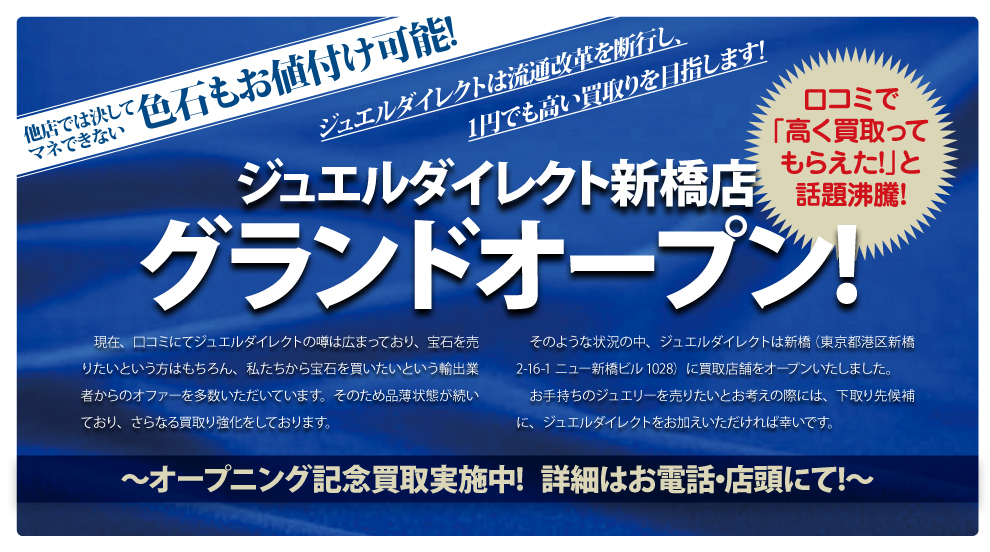 他店では決して
マネできない
色石もお値付け可能!
ジュエルダイレクトは流通改革を断行し、
1円でも高い買取りを目指します!
口コミで
「高く買取って
もらえた!」と
話題沸騰!
ジュエルダイレクト新橋店
グランドオープン!
現在、口コミにてジュエルダイレクトの噂は広まっており、宝石を売
りたいという方はもちろん、私たちから宝石を買いたいという輸出業
者からのオファーを多数いただいています。そのため品薄状態が続い
ており、さらなる買取り強化をしております。
そのような状況の中、ジュエルダイレクトは新橋(東京都港区新橋
2-16-1 ニュー新橋ビル 1028)に買取店舗をオープンいたしました。
お手持ちのジュエリーを売りたいとお考えの際には、下取り先候補
に、ジュエルダイレクトをお加えいただければ幸いです。
〜オープニング記念買取実施中! 詳細はお電話・店頭にて!〜